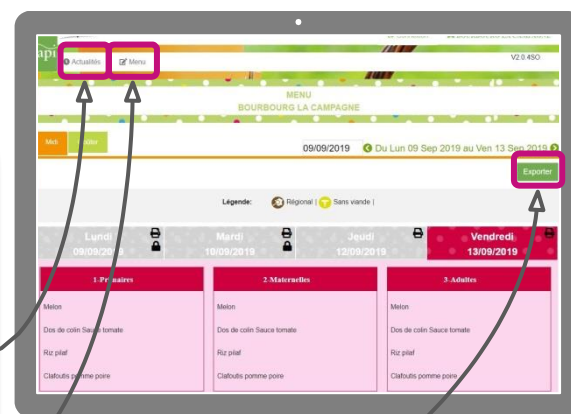 Actualités Menu V2.0.4SO
MENU
BOURBOURG LA CAMPAGNE
Midi
09/09/2019 Du Lun 09 Sep 2019 au Ven 13 Sep 2019
Exporter
Légende: Régional | Sans viande |
Lundi Mardi Jeudi Vendredi
09/09/2019 10/09/2019 12/09/2019 13/09/2019
1-Primaires 2-Maternelles 3-Adultes
Melon Melon Melon
Dos de colin Sauce tomate Dos de colin Sauce tomate Dos de colin Sauce tomate
Riz pilaf Riz pilaf Riz pilaf
Clafoutis pomme poire Clafoutis pomme poire Clafoutis pomme poire